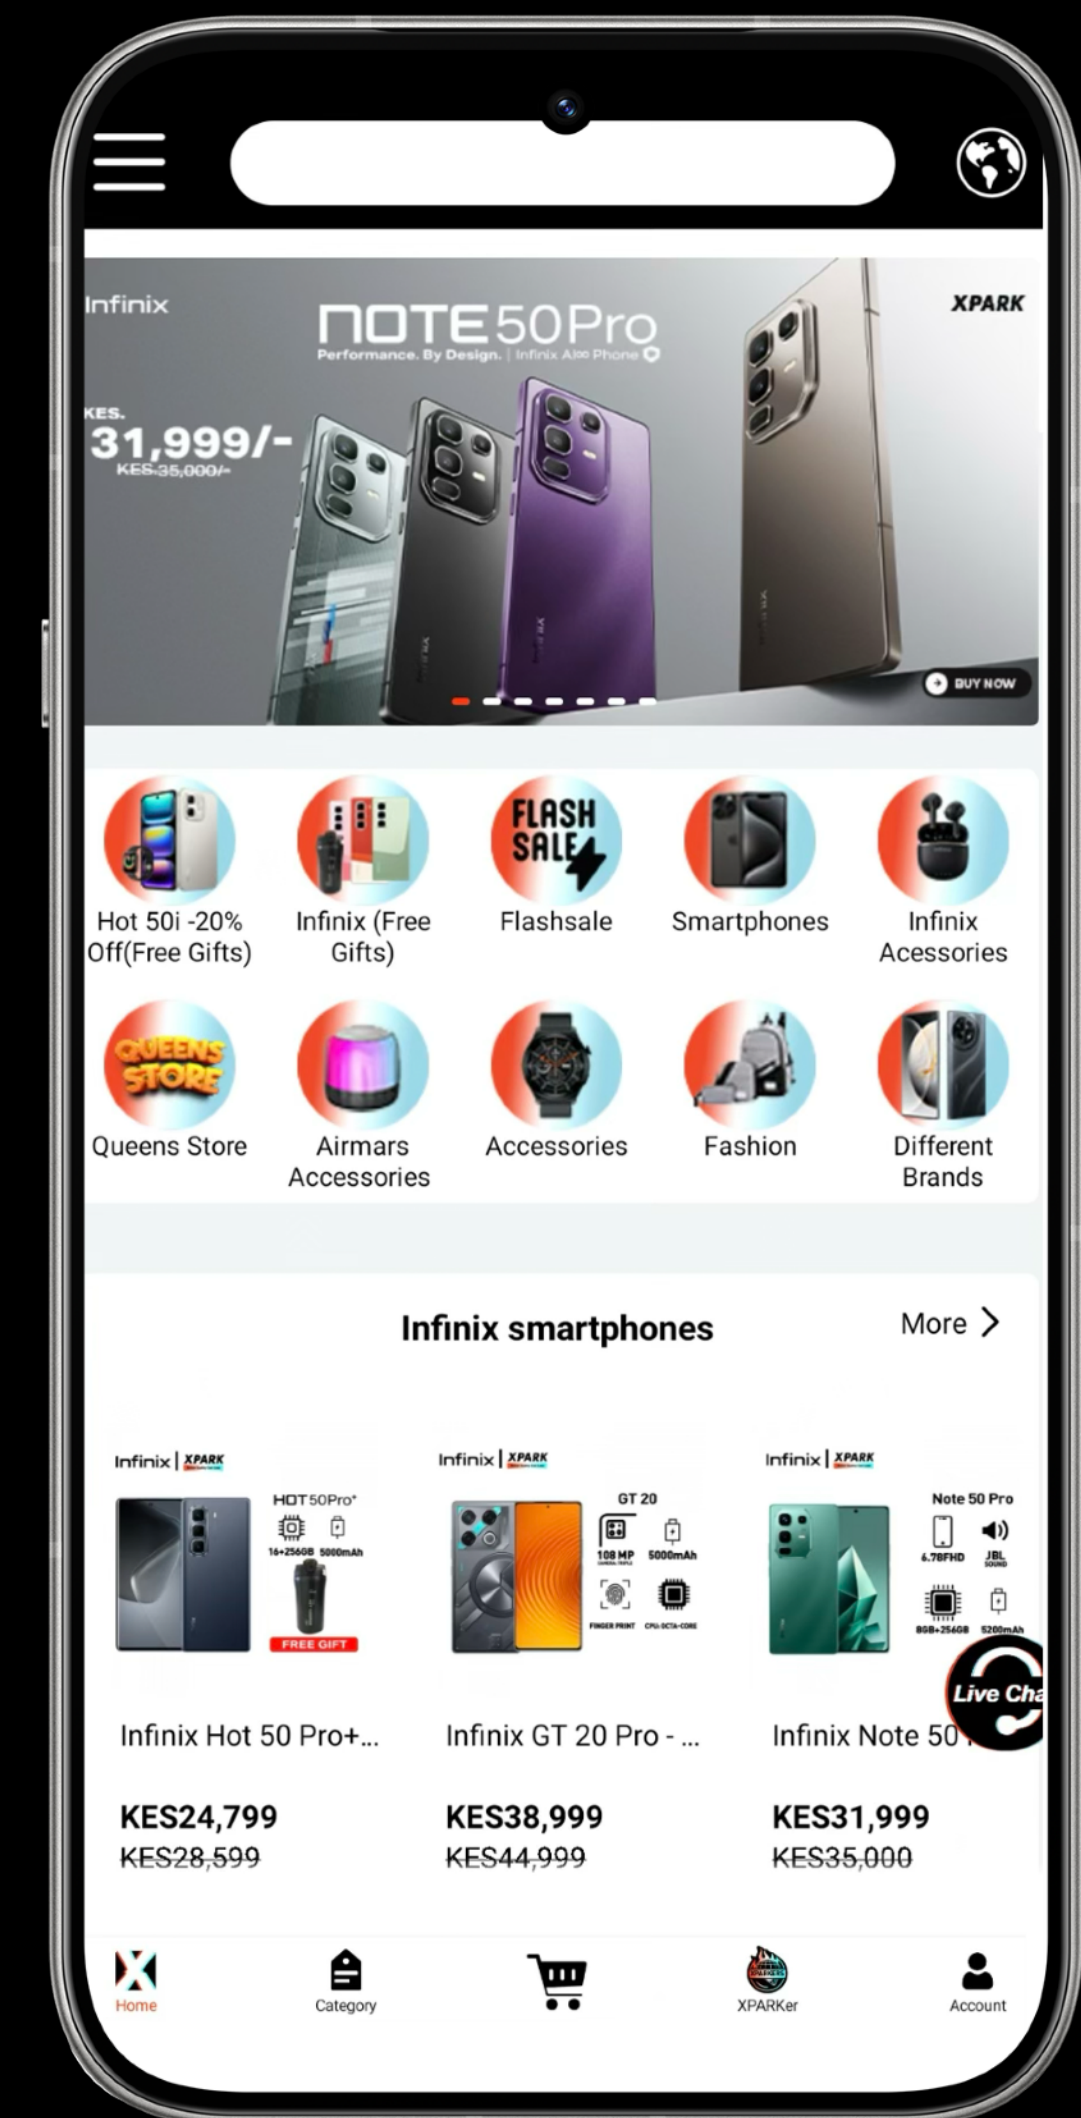 Infinix
NOTE 50 Pro
XPARK
Performance. By Design. | Infinix AI∞ Phone
KES.
31,999/-
KES.35,000/-
BUY NOW
FLASH
SALE
Hot 50i -20%
Off(Free Gifts)
Infinix (Free
Gifts)
Flashsale
Smartphones
Infinix
Acessories
QUEENS
STORE
Queens Store
Airmars
Accessories
Accessories
Fashion
Different
Brands
Infinix smartphones
More
Infinix | XPARK
HOT50Pro+
16+256GB 5000mAh
FREE GIFT
Infinix | XPARK
GT 20
108 MP
5000mAh
FINGER PRINT
CPU-OCTA-CORE
Infinix | XPARK
Note 50 Pro
6.78FHD
JBL
SOUND
8GB+256GB
5200mAh
Live Cha
Infinix Hot 50 Pro+...
Infinix GT 20 Pro - ...
Infinix Note 50
KES24,799
KES28,599
KES38,999
KES44,999
KES31,999
KES35,000
Home
Category
XPARKer
Account